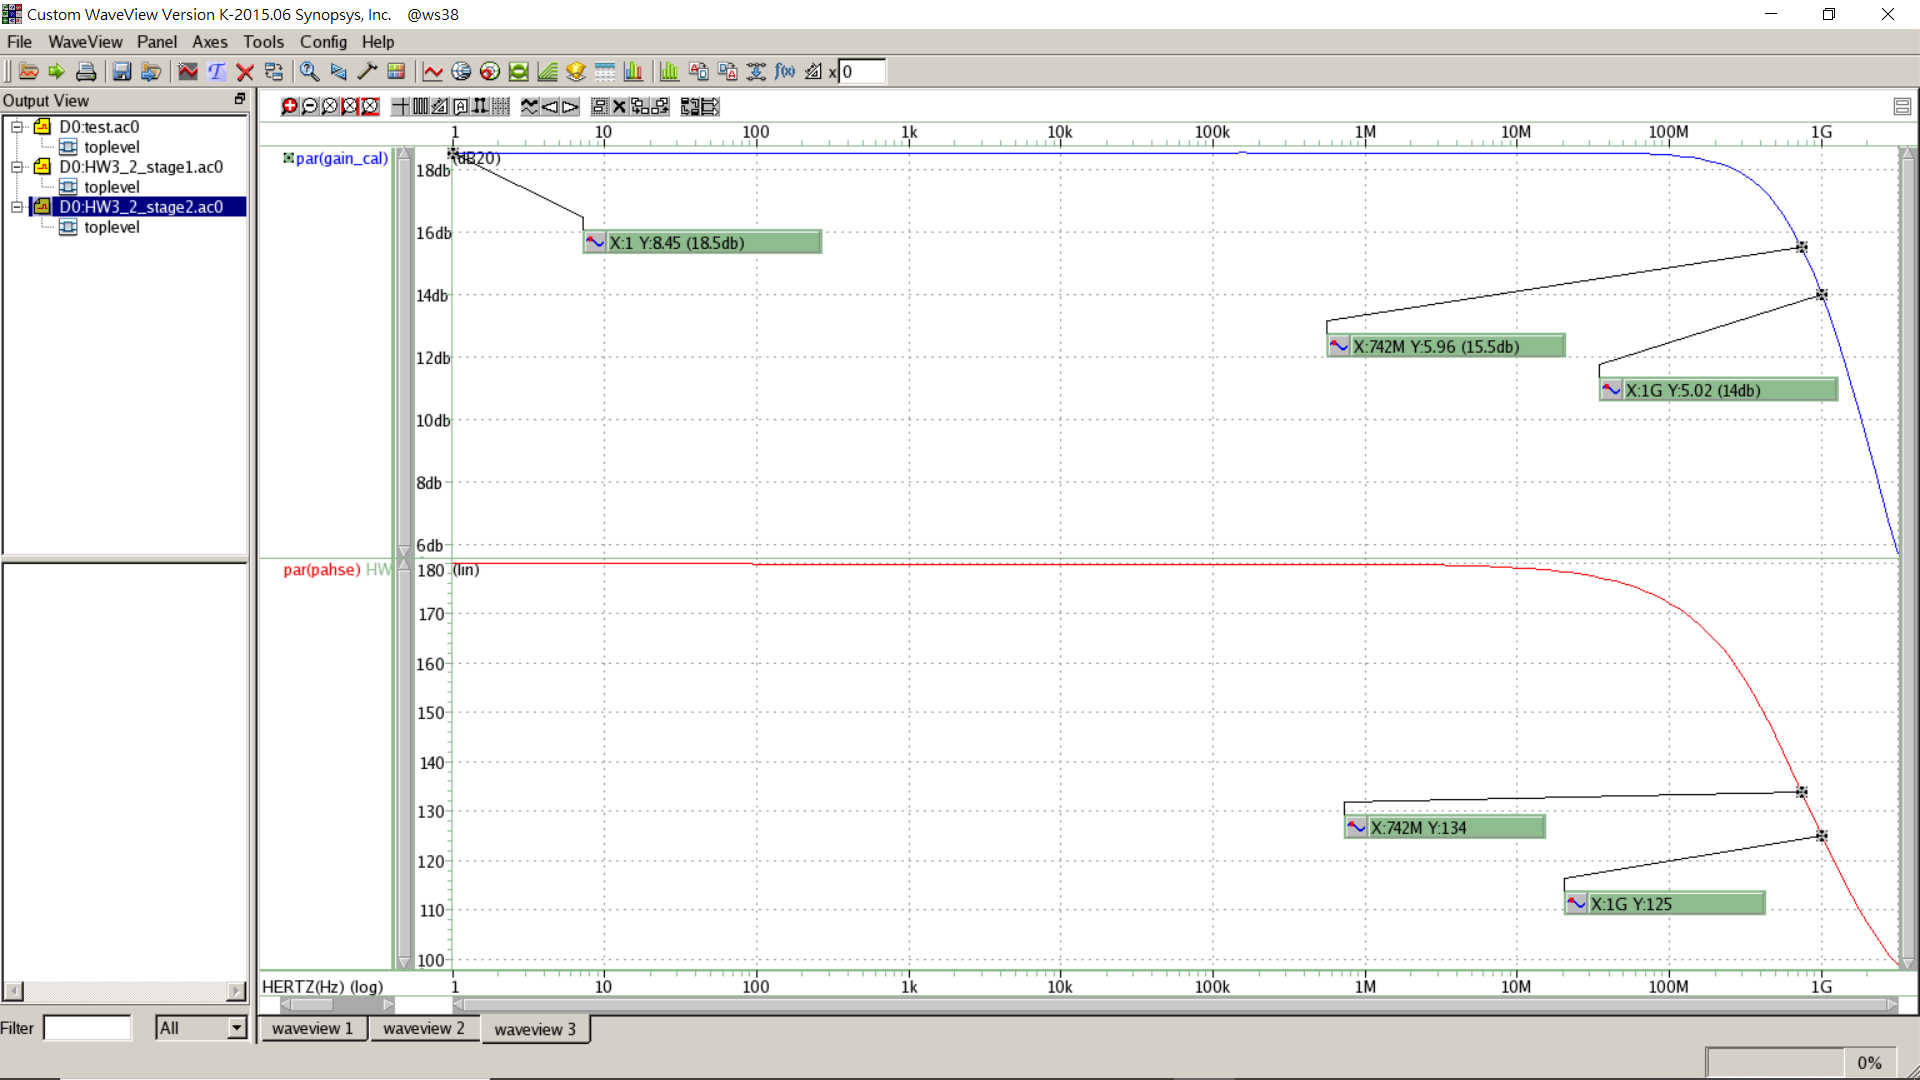 Custom WaveView Version K-2015.06 Synopsys, Inc.    @ws38
File WaveView Panel Axes Tools Config Help
x 0
Output View
D0:test.ac0
toplevel
D0:HW3_2_stage1.ac0
toplevel
D0:HW3_2_stage2.ac0
toplevel
1 10 100 1k 10k 100k 1M 10M 100M 1G
par(gain_cal)
(dB20)
18db
16db
X:1 Y:8.45 (18.5db)
14db
12db
X:742M Y:5.96 (15.5db)
X:1G Y:5.02 (14db)
10db
8db
6db
par(pahse) HW
180 (lin)
170
160
150
140
130
X:742M Y:134
120
X:1G Y:125
110
100
HERTZ(Hz) (log)
1 10 100 1k 10k 100k 1M 10M 100M 1G
Filter All
waveview 1 waveview 2 waveview 3
0%